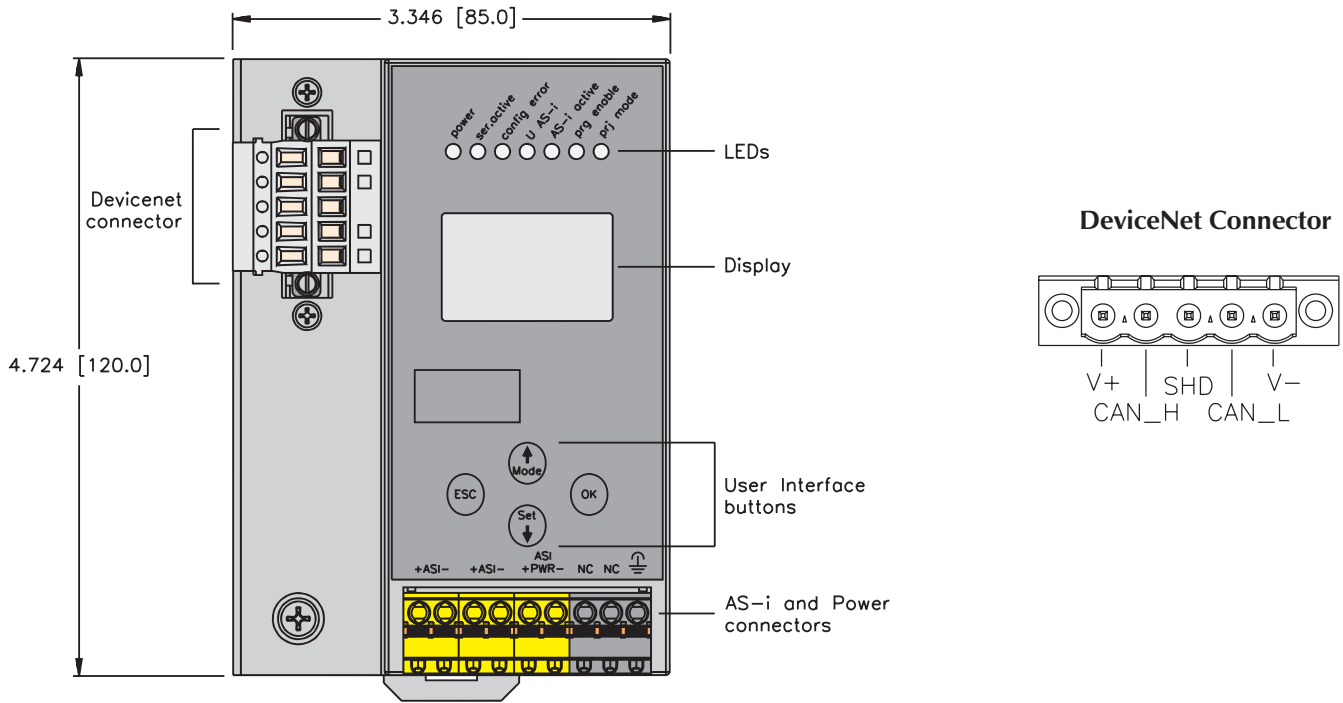 3.346 [85.0]
power
ser.active
config error
U AS-i
AS-i active
prg enable
prj mode
LEDs
Devicenet
connector
Display
4.724 [120.0]
Mode
ESC
OK
Set
User Interface
buttons
+ASI-
+ASI-
ASI
+PWR-
NC
NC
AS-i and Power
connectors
DeviceNet Connector
V+
SHD
V-
CAN_H
CAN_L